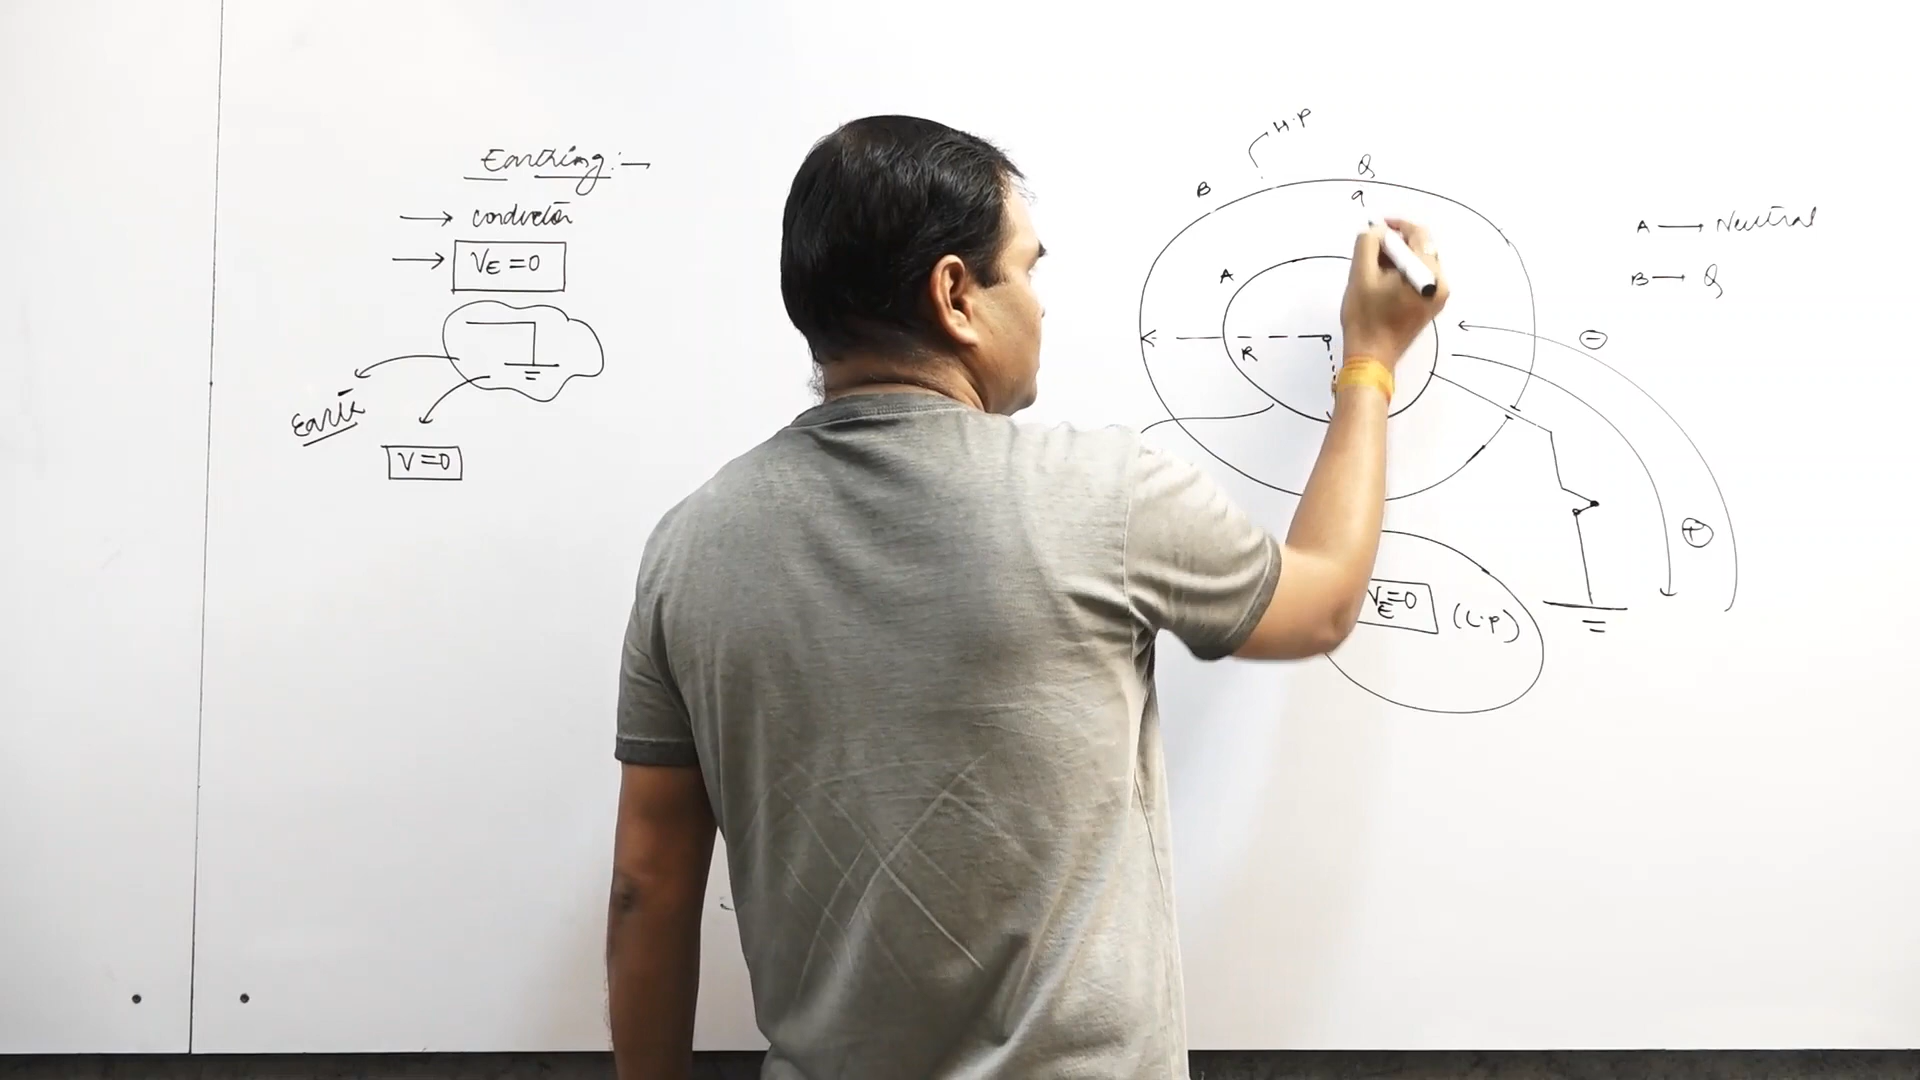 Earthing:-
→ conductor
→ VE = 0
Earth
V = 0
H.P
B
Q
q
A
R
A → Neutral
B → Q
⊖
⊕
VE = 0 (L.P)